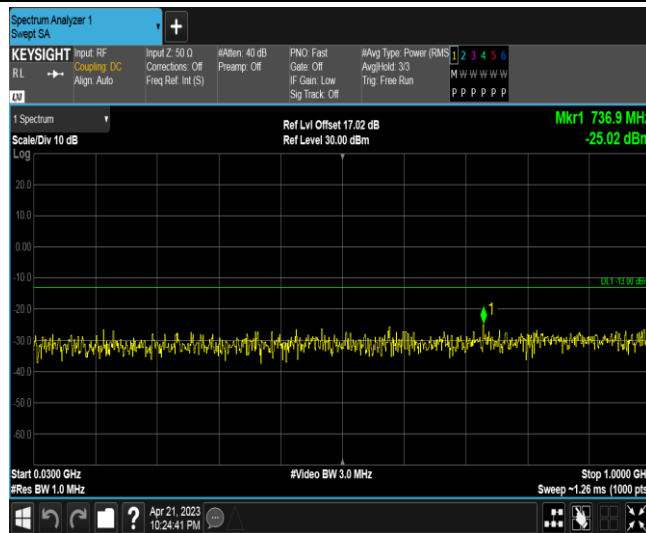 Spectrum Analyzer 1
Swept SA
KEYSIGHT
RL
LXI
Input: RF
Coupling: DC
Align: Auto
Input Z: 50 Ω
Corrections: Off
Freq Ref: Int (S)
#Atten: 40 dB
Preamp: Off
PNO: Fast
Gate: Off
IF Gain: Low
Sig Track: Off
#Avg Type: Power (RMS
Avg|Hold: 3/3
Trig: Free Run
1 2 3 4 5 6
M W W W W W
P P P P P P
1 Spectrum
Scale/Div 10 dB
Log
Ref Lvl Offset 17.02 dB
Ref Level 30.00 dBm
Mkr1 736.9 MHz
-25.02 dBm
20.0
10.0
0.00
-10.0
DL1 -13.00 dBm
-20.0
1
-30.0
-40.0
-50.0
-60.0
Start 0.0300 GHz
#Res BW 1.0 MHz
#Video BW 3.0 MHz
Stop 1.0000 GHz
Sweep ~1.26 ms (1000 pts
Apr 21, 2023
10:24:41 PM